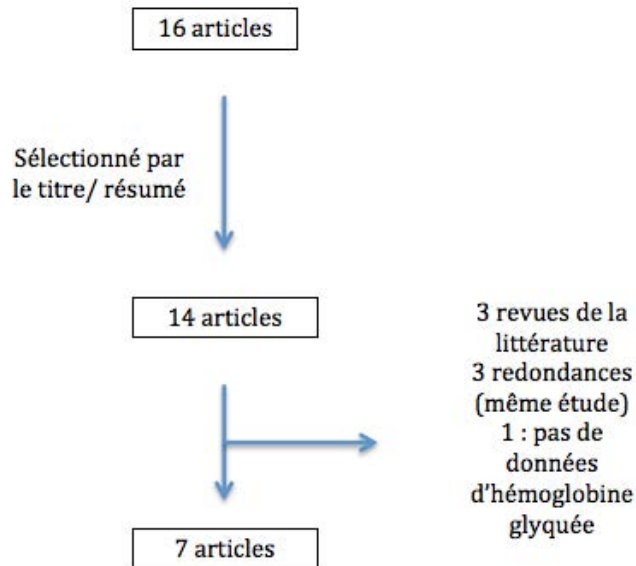 16 articles
Sélectionné par
le titre/ résumé
14 articles
3 revues de la
littérature
3 redondances
(même étude)
1 : pas de
données
d'hémoglobine
glyquée
7 articles